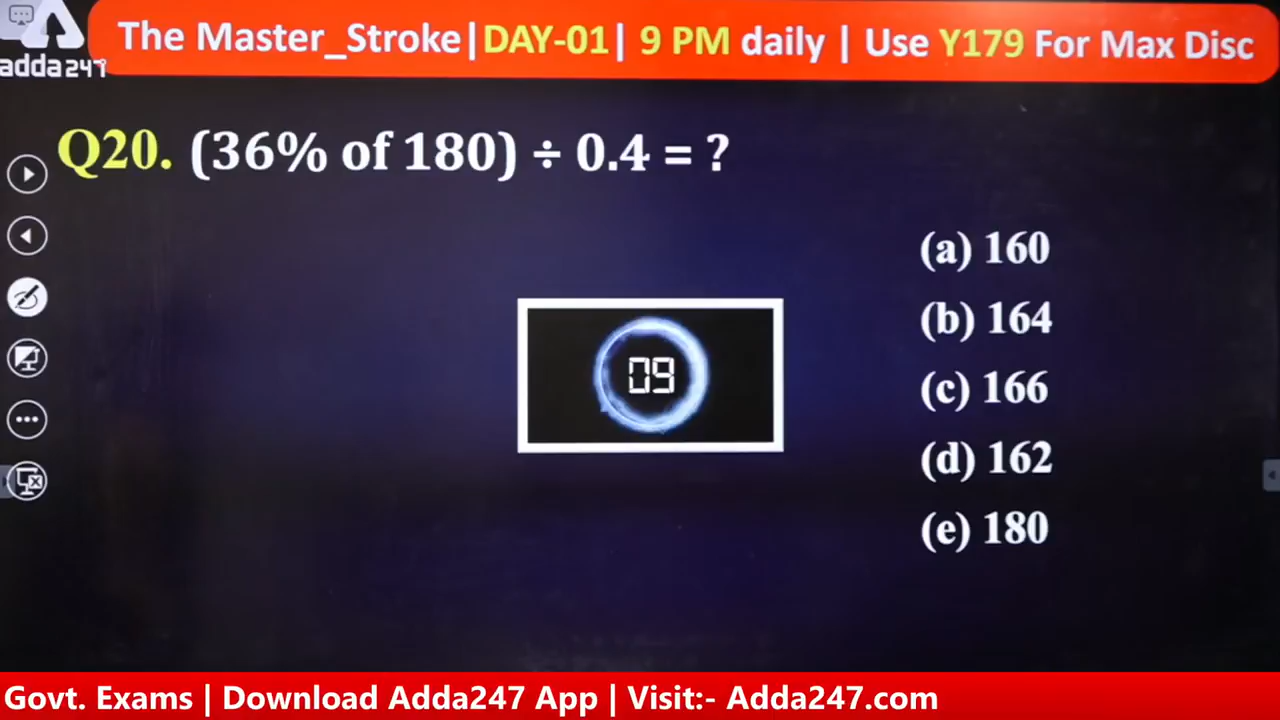 The Master_Stroke|DAY-01| 9 PM daily | Use Y179 For Max Disc
adda247
Q20. (36% of 180) ÷ 0.4 = ?
(a) 160
(b) 164
(c) 166
(d) 162
(e) 180
09
Govt. Exams | Download Adda247 App | Visit:- Adda247.com